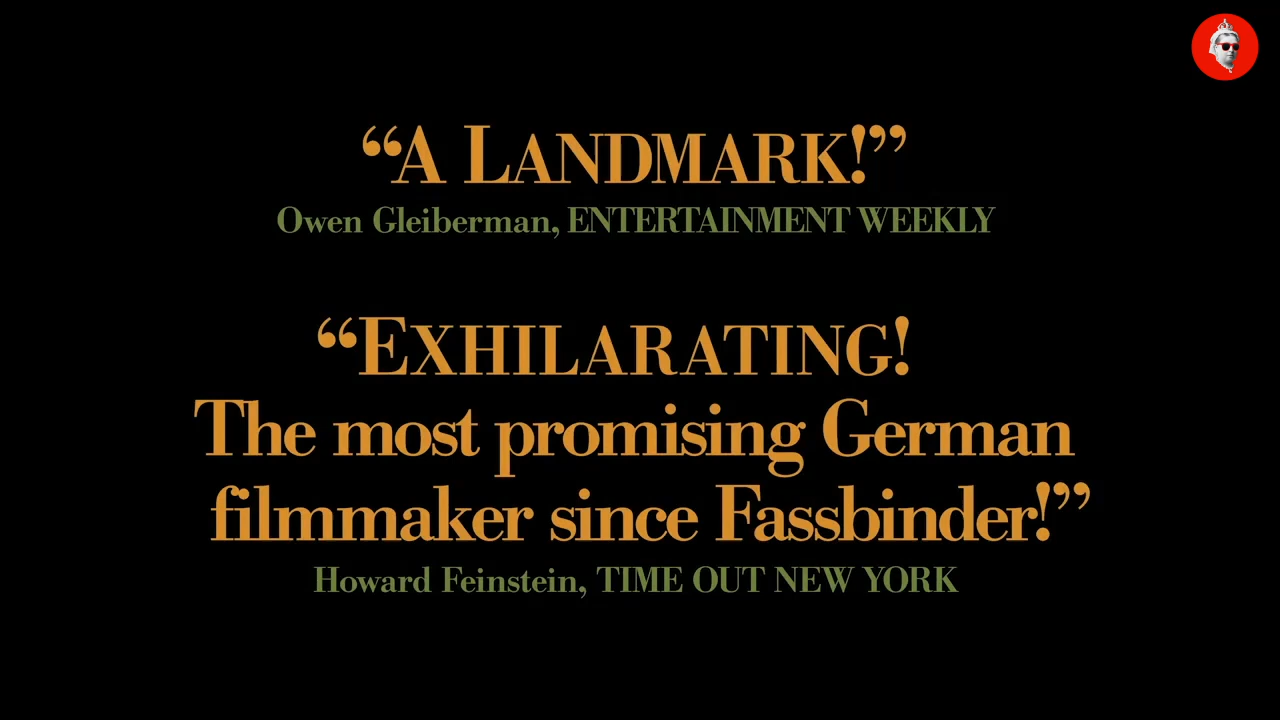 “A LANDMARK!”
Owen Gleiberman, ENTERTAINMENT WEEKLY
“EXHILARATING!
The most promising German
filmmaker since Fassbinder!”
Howard Feinstein, TIME OUT NEW YORK